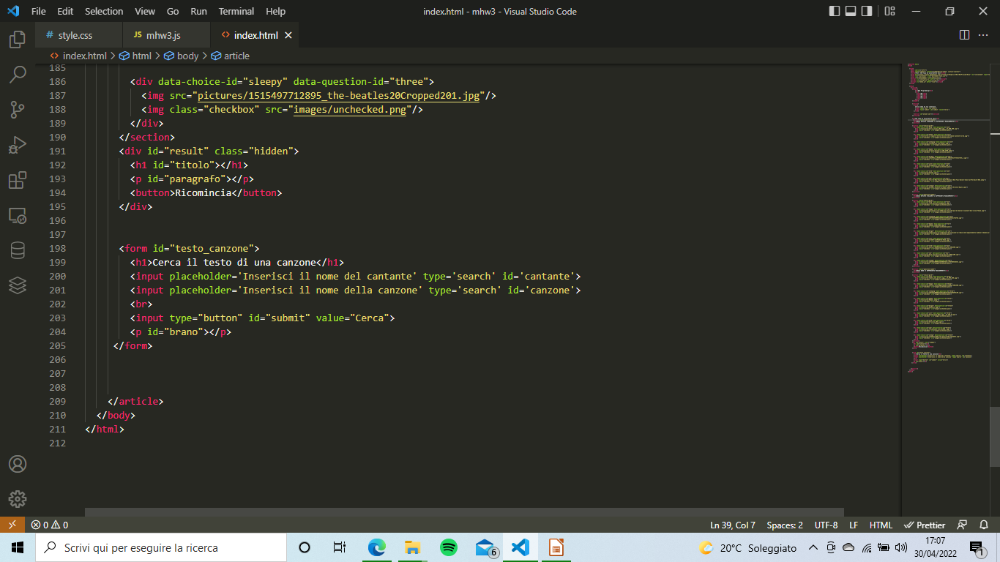 File Edit Selection View Go Run Terminal Help index.html - mhw3 - Visual Studio Code
# style.css JS mhw3.js <> index.html
<> index.html > html > body > article
185
186 <div data-choice-id="sleepy" data-question-id="three">
187 <img src="pictures/1515497712895_the-beatles20Cropped201.jpg"/>
188 <img class="checkbox" src="images/unchecked.png"/>
189 </div>
190 </section>
191 <div id="result" class="hidden">
192 <h1 id="titolo"></h1>
193 <p id="paragrafo"></p>
194 <button>Ricomincia</button>
195 </div>
196
197
198 <form id="testo_canzone">
199 <h1>Cerca il testo di una canzone</h1>
200 <input placeholder='Inserisci il nome del cantante' type='search' id='cantante'>
201 <input placeholder='Inserisci il nome della canzone' type='search' id='canzone'>
202 <br>
203 <input type="button" id="submit" value="Cerca">
204 <p id="brano"></p>
205 </form>
206
207
208
209 </article>
210 </body>
211 </html>
212
0 0 Ln 39, Col 7 Spaces: 2 UTF-8 LF HTML Prettier
Scrivi qui per eseguire la ricerca 6 20°C Soleggiato 17:07
30/04/2022 1